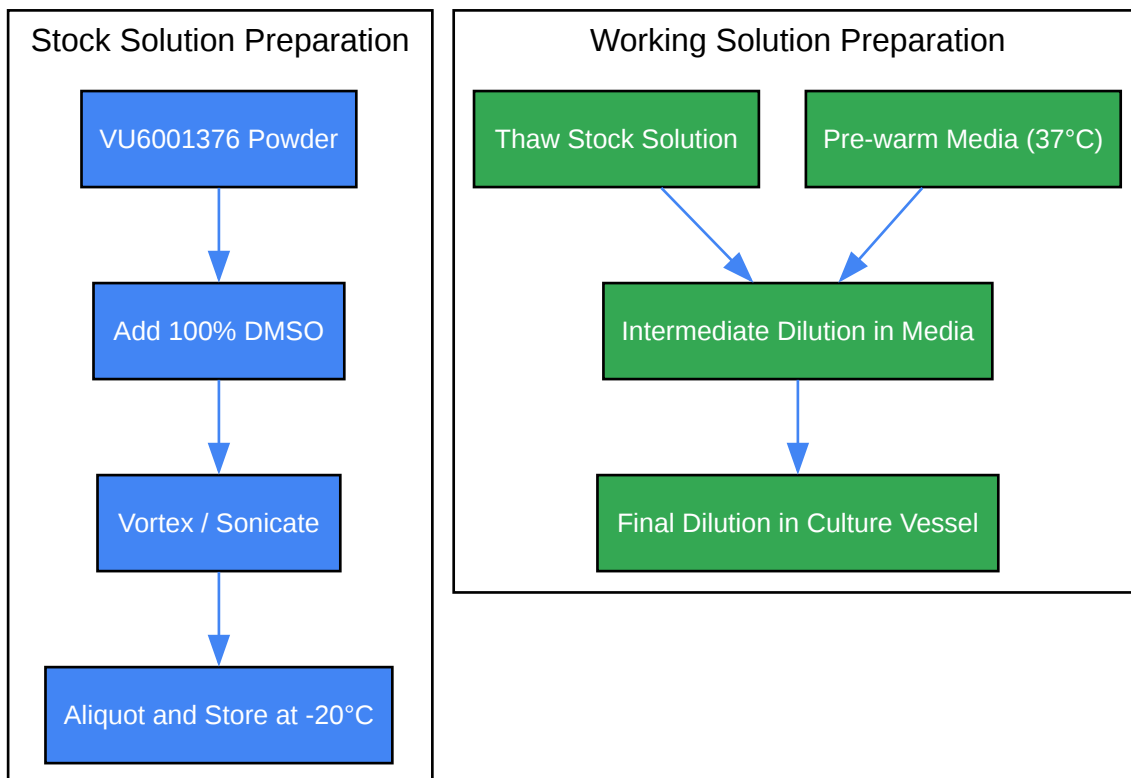 Stock Solution Preparation
VU6001376 Powder
Add 100% DMSO
Vortex / Sonicate
Aliquot and Store at -20°C
Working Solution Preparation
Thaw Stock Solution
Pre-warm Media (37°C)
Intermediate Dilution in Media
Final Dilution in Culture Vessel